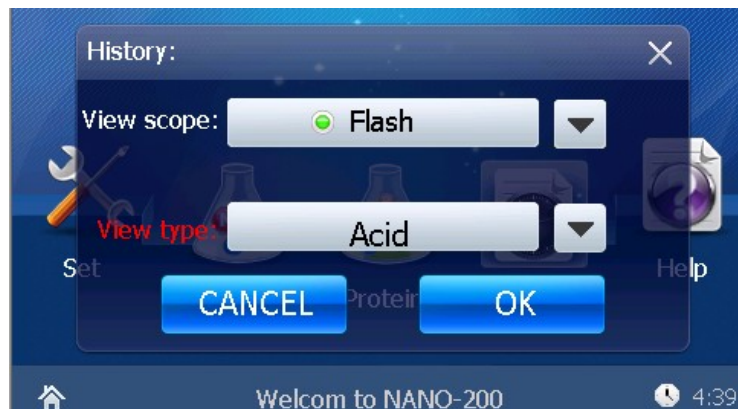 History:
View scope: Flash
View type: Acid
Set Help
CANCEL Protein OK
Welcom to NANO-200 4:39